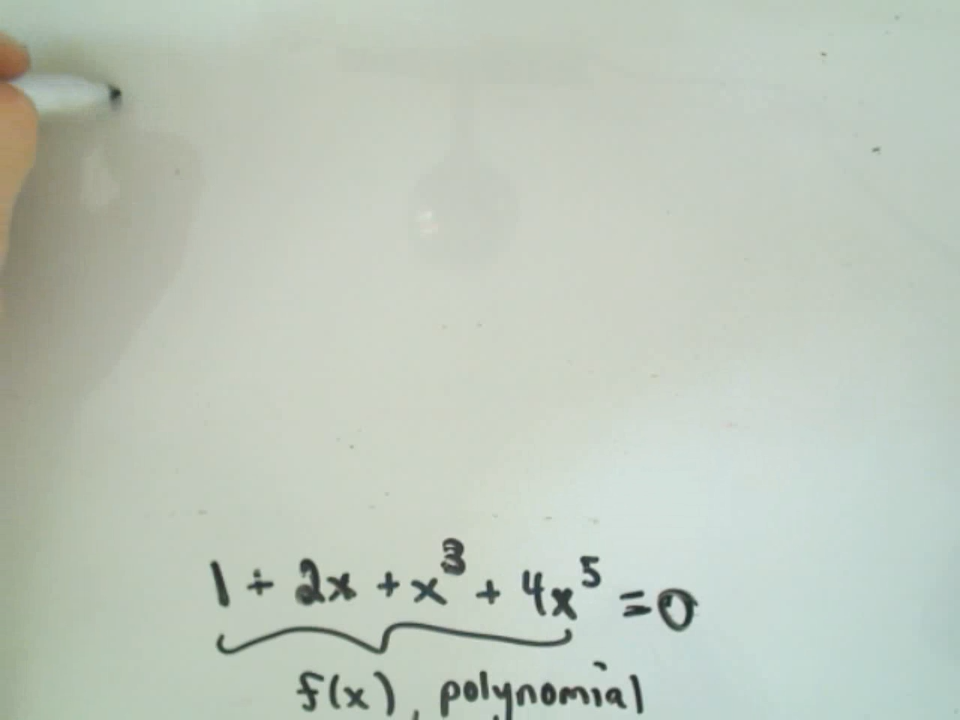 1 + 2x + x³ + 4x⁵ = 0
f(x), polynomial